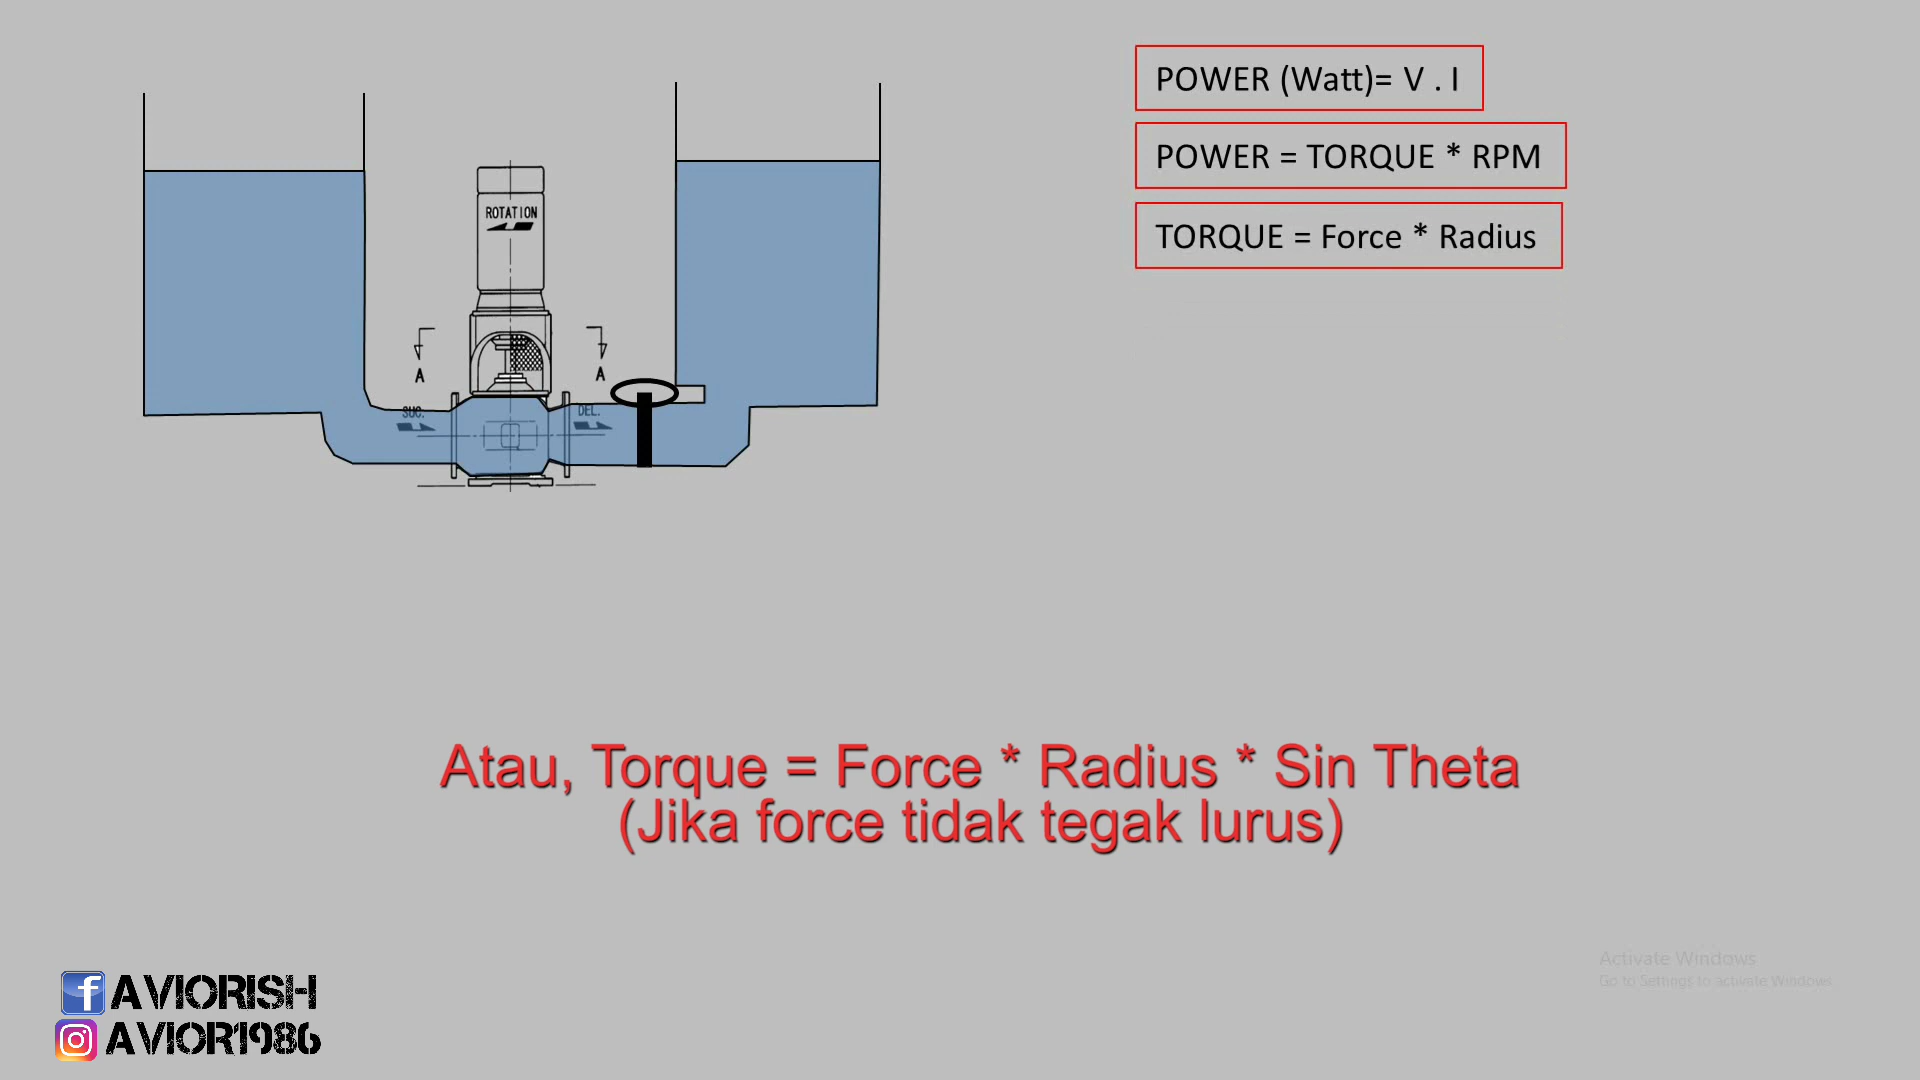 POWER (Watt)= V . I
POWER = TORQUE * RPM
TORQUE = Force * Radius
ROTATION
A
A
SUC.
DEL.
Atau, Torque = Force * Radius * Sin Theta
(Jika force tidak tegak lurus)
Activate Windows
Go to Settings to activate Windows.
AVIORISH
AVIOR1986